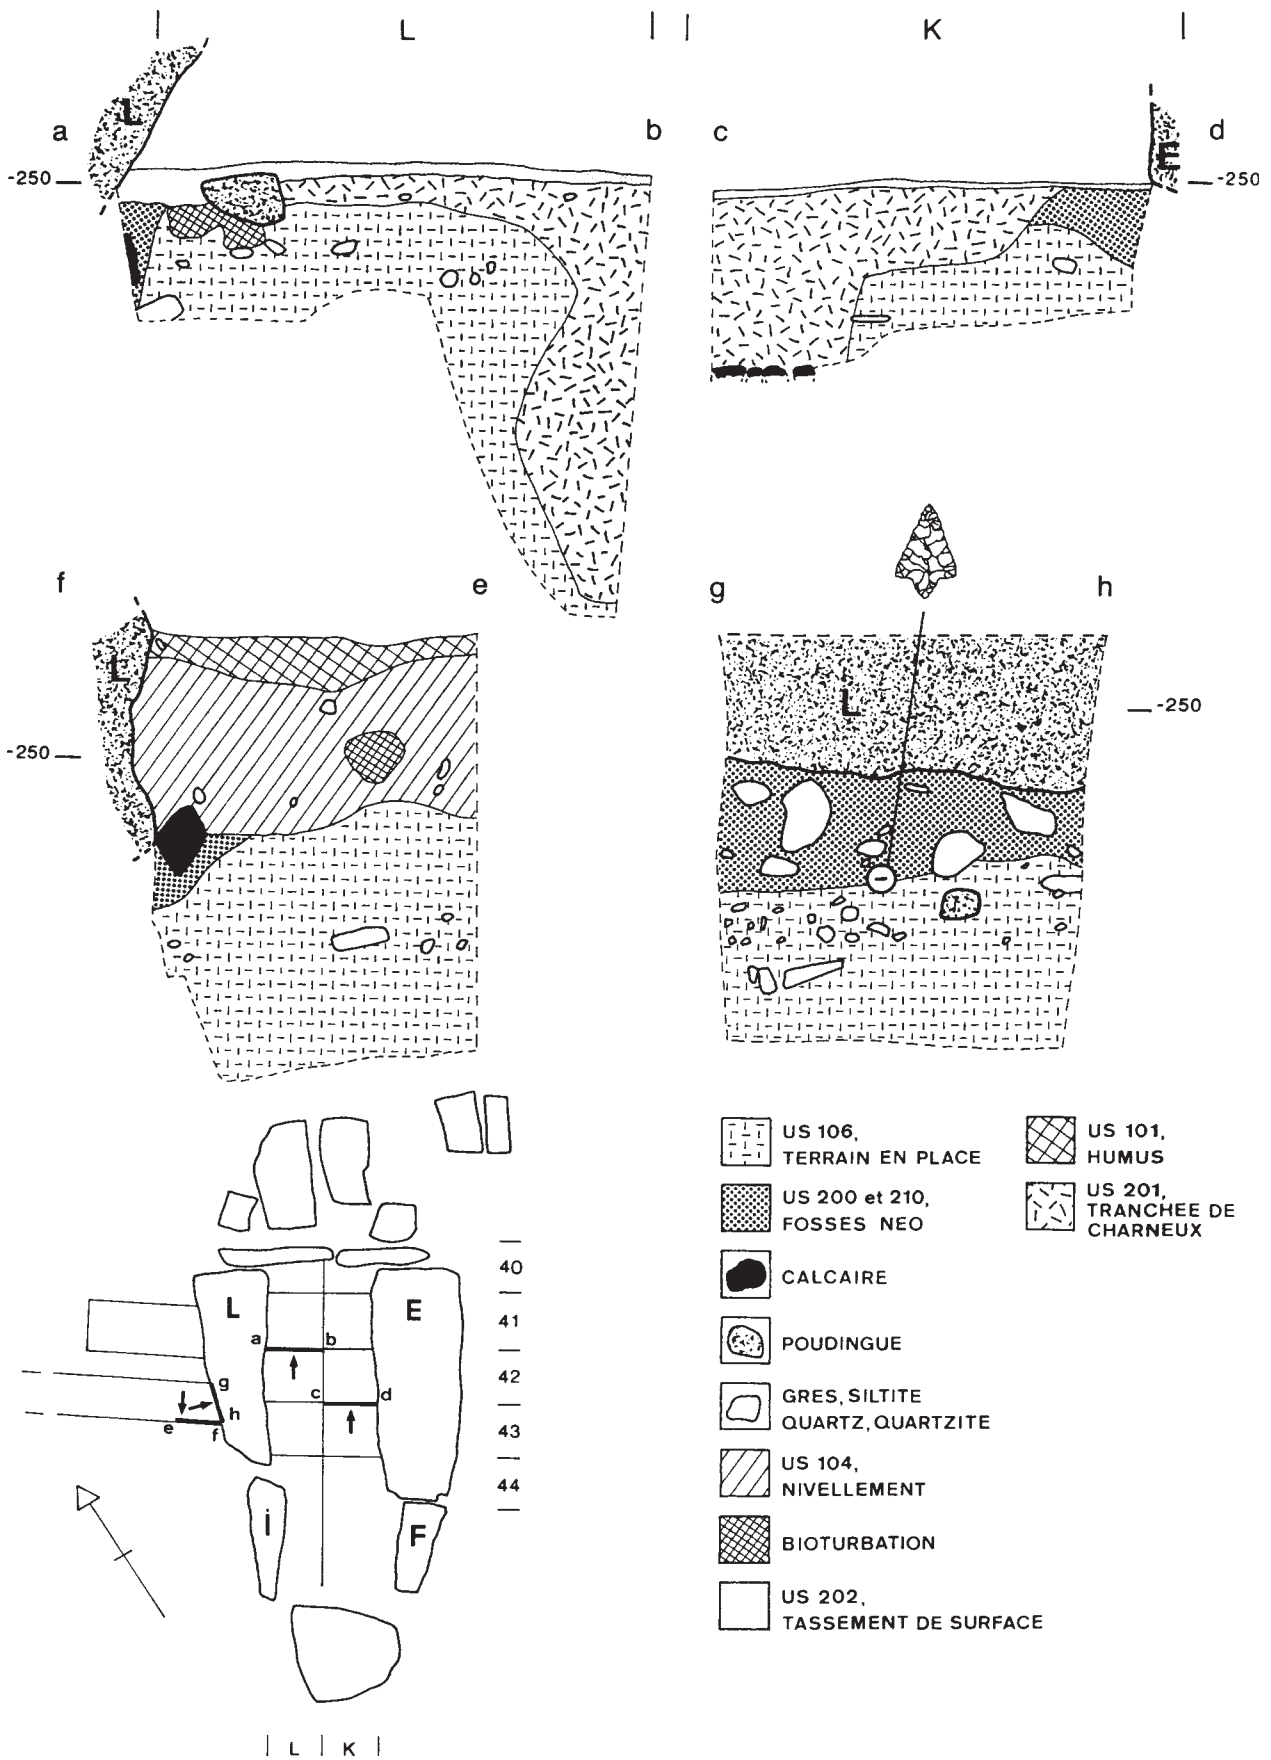 L
K
L
a
b
c
d
E
-250
-250
f
e
g
h
L
L
-250
-250
40
L
E
41
a
b
42
c
d
g
h
e
f
43
44
i
F
L
K
US 106,
TERRAIN EN PLACE
US 200 et 210,
FOSSES NEO
CALCAIRE
POUDINGUE
GRES, SILTITE
QUARTZ, QUARTZITE
US 104,
NIVELLEMENT
BIOTURBATION
US 202,
TASSEMENT DE SURFACE
US 101,
HUMUS
US 201,
TRANCHEE DE
CHARNEUX